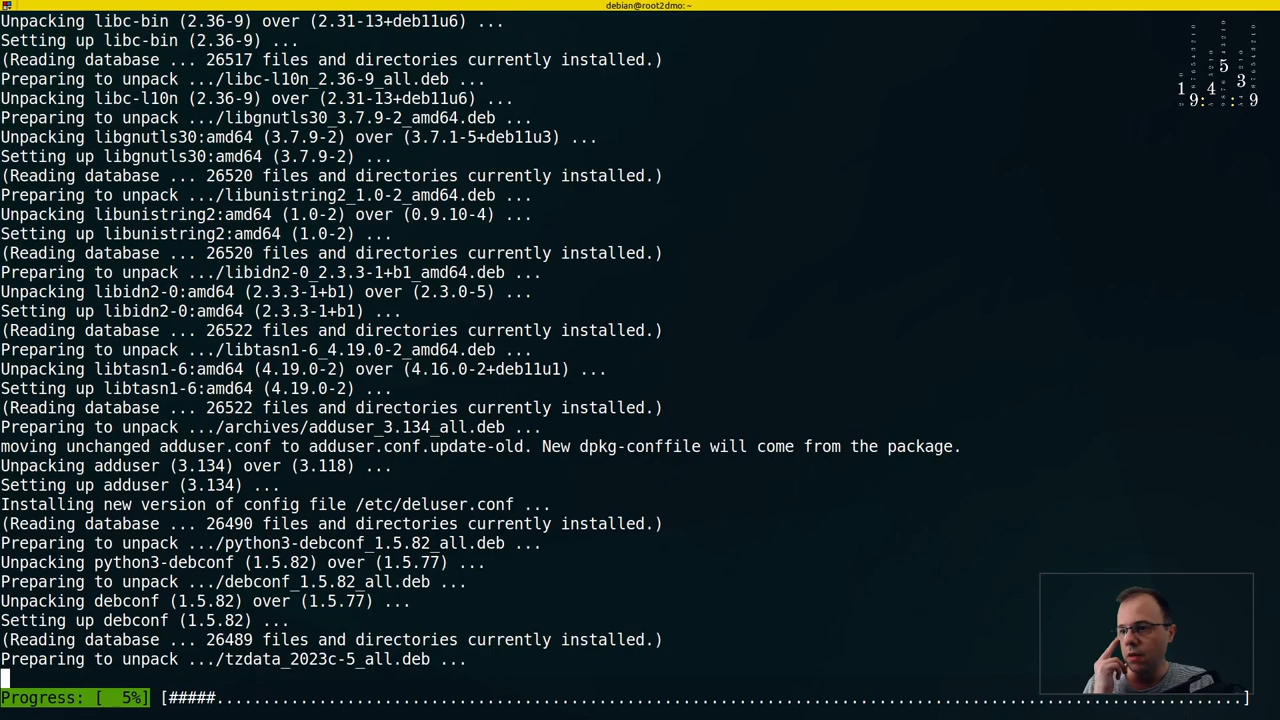 debian@root2dmo: ~
Unpacking libc-bin (2.36-9) over (2.31-13+deb11u6) ...
Setting up libc-bin (2.36-9) ...
(Reading database ... 26517 files and directories currently installed.)
Preparing to unpack .../libc-l10n_2.36-9_all.deb ...
Unpacking libc-l10n (2.36-9) over (2.31-13+deb11u6) ...
Preparing to unpack .../libgnutls30_3.7.9-2_amd64.deb ...
Unpacking libgnutls30:amd64 (3.7.9-2) over (3.7.1-5+deb11u3) ...
Setting up libgnutls30:amd64 (3.7.9-2) ...
(Reading database ... 26520 files and directories currently installed.)
Preparing to unpack .../libunistring2_1.0-2_amd64.deb ...
Unpacking libunistring2:amd64 (1.0-2) over (0.9.10-4) ...
Setting up libunistring2:amd64 (1.0-2) ...
(Reading database ... 26520 files and directories currently installed.)
Preparing to unpack .../libidn2-0_2.3.3-1+b1_amd64.deb ...
Unpacking libidn2-0:amd64 (2.3.3-1+b1) over (2.3.0-5) ...
Setting up libidn2-0:amd64 (2.3.3-1+b1) ...
(Reading database ... 26522 files and directories currently installed.)
Preparing to unpack .../libtasn1-6_4.19.0-2_amd64.deb ...
Unpacking libtasn1-6:amd64 (4.19.0-2) over (4.16.0-2+deb11u1) ...
Setting up libtasn1-6:amd64 (4.19.0-2) ...
(Reading database ... 26522 files and directories currently installed.)
Preparing to unpack .../archives/adduser_3.134_all.deb ...
moving unchanged adduser.conf to adduser.conf.update-old. New dpkg-conffile will come from the package.
Unpacking adduser (3.134) over (3.118) ...
Setting up adduser (3.134) ...
Installing new version of config file /etc/deluser.conf ...
(Reading database ... 26490 files and directories currently installed.)
Preparing to unpack .../python3-debconf_1.5.82_all.deb ...
Unpacking python3-debconf (1.5.82) over (1.5.77) ...
Preparing to unpack .../debconf_1.5.82_all.deb ...
Unpacking debconf (1.5.82) over (1.5.77) ...
Setting up debconf (1.5.82) ...
(Reading database ... 26489 files and directories currently installed.)
Preparing to unpack .../tzdata_2023c-5_all.deb ...
Progress: [  5%] [#####...............................................................................................................]
19:45:39